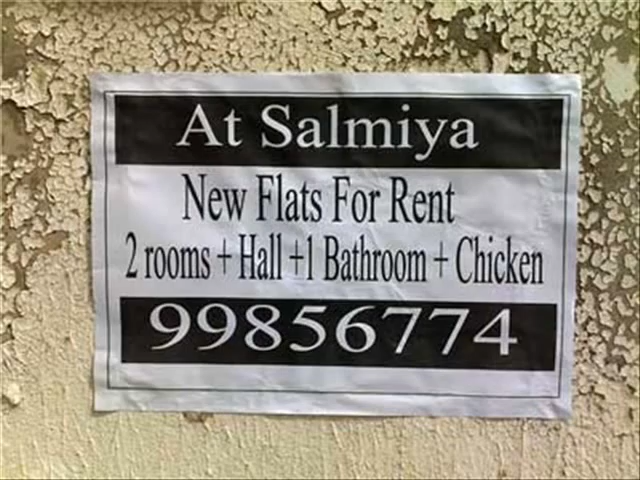 At Salmiya
New Flats For Rent
2 rooms + Hall +1 Bathroom + Chicken
99856774